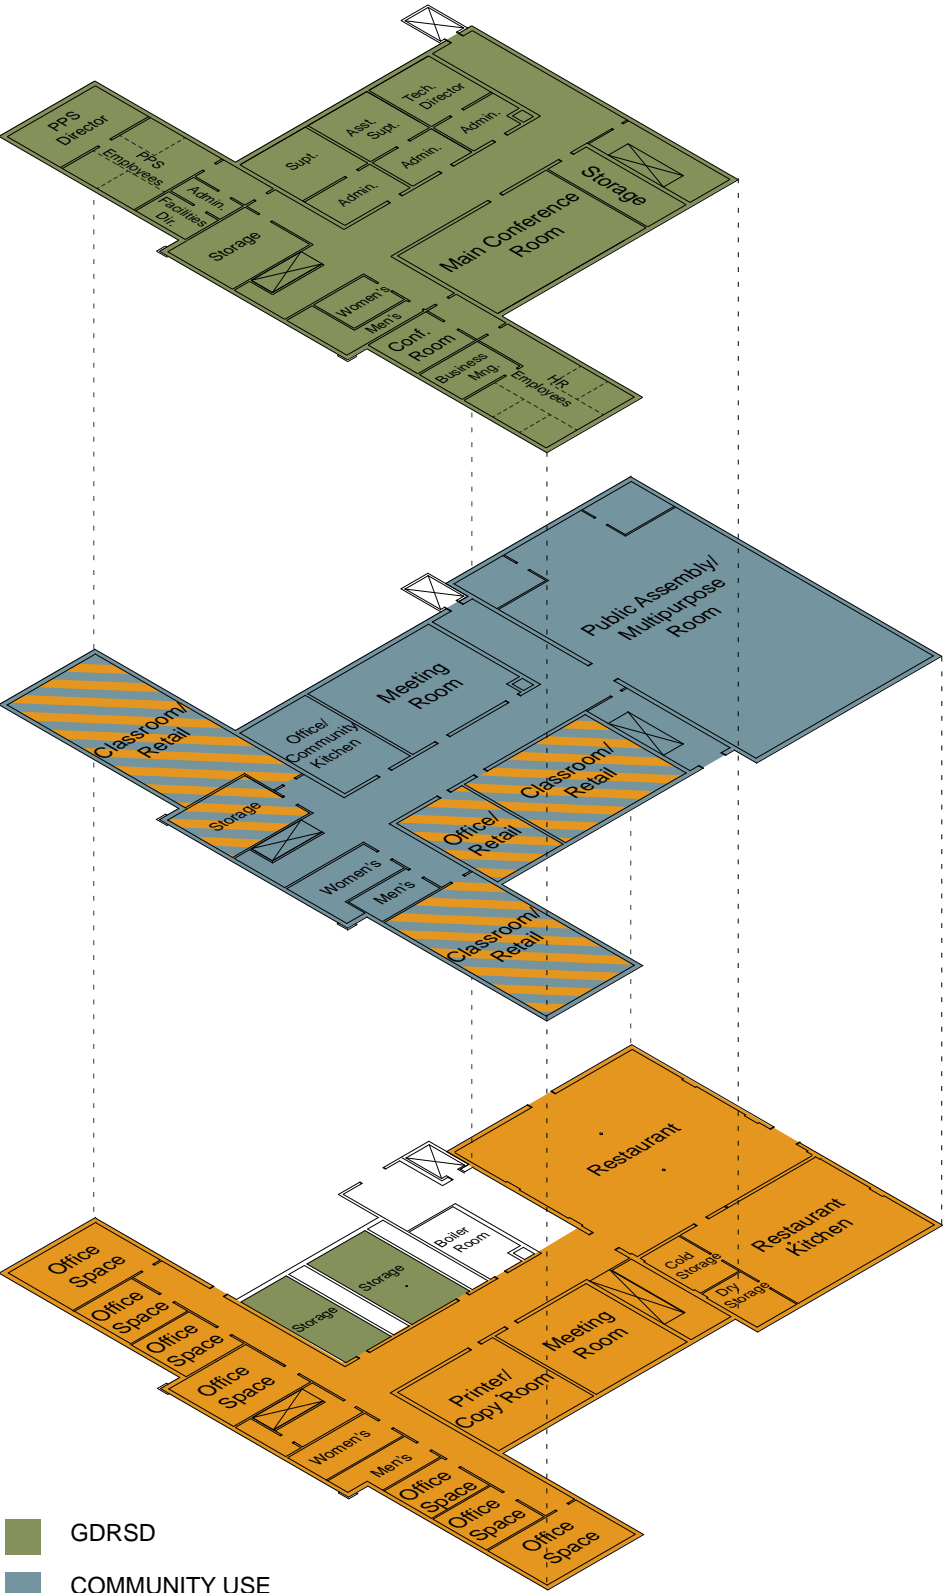 Tech.
Director
Asst.
Supt.
Admin.
Supt.
Admin.
Admin.
PPS
Director
PPS
Employees
Admin.
Facilities
Dir.
Storage
Storage
Main Conference
Room
Women's
Men's
Conf.
Room
Business
Mng.
HR
Employees
Public Assembly/
Multipurpose
Room
Meeting
Room
Office/
Community
Kitchen
Classroom/
Retail
Storage
Classroom/
Retail
Office/
Retail
Women's
Men's
Classroom/
Retail
Restaurant
Restaurant
Kitchen
Boiler
Room
Cold
Storage
Dry
Storage
Storage
Storage
Meeting
Room
Printer/
Copy Room
Office
Space
Office
Space
Office
Space
Office
Space
Women's
Men's
Office
Space
Office
Space
Office
Space
GDRSD
COMMUNITY USE